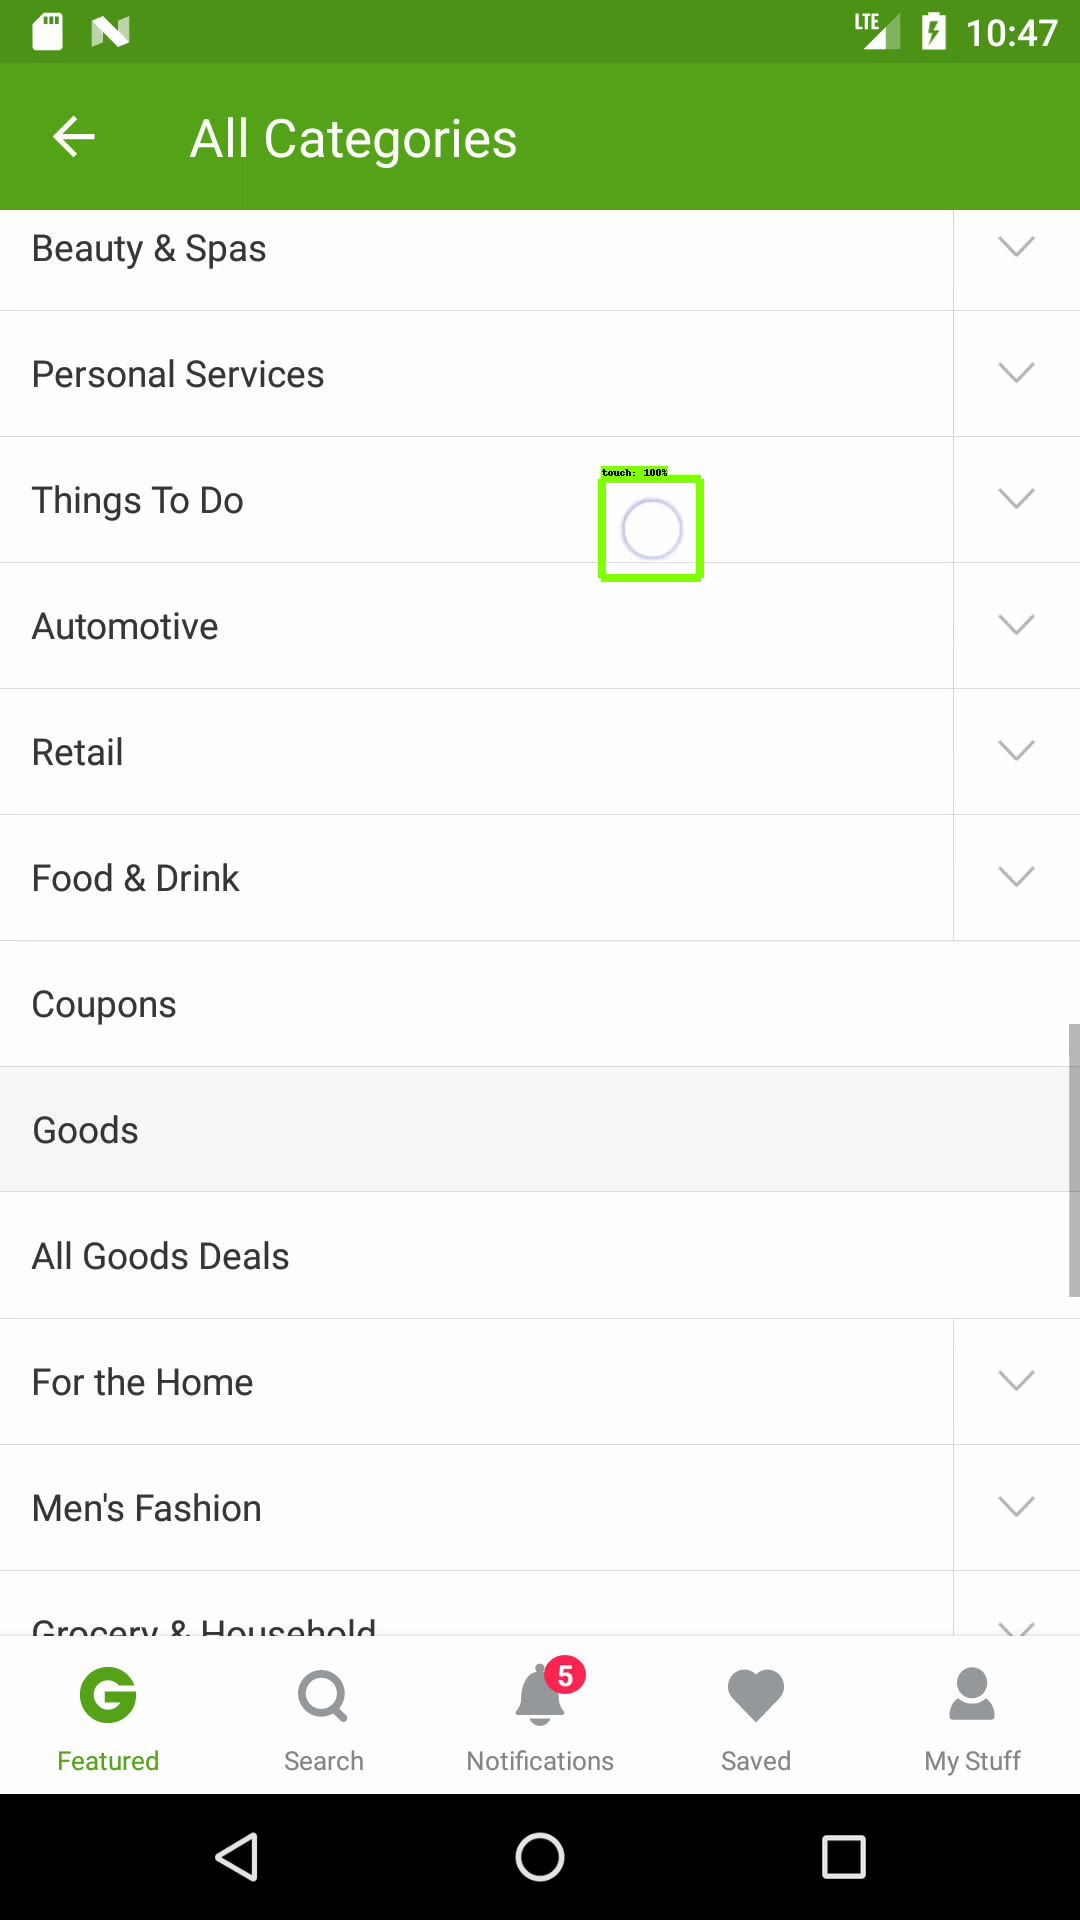 LTE 10:47
All Categories
Beauty & Spas
Personal Services
touch: 100%
Things To Do
Automotive
Retail
Food & Drink
Coupons
Goods
All Goods Deals
For the Home
Men's Fashion
Grocery & Household
5
Featured Search Notifications Saved My Stuff